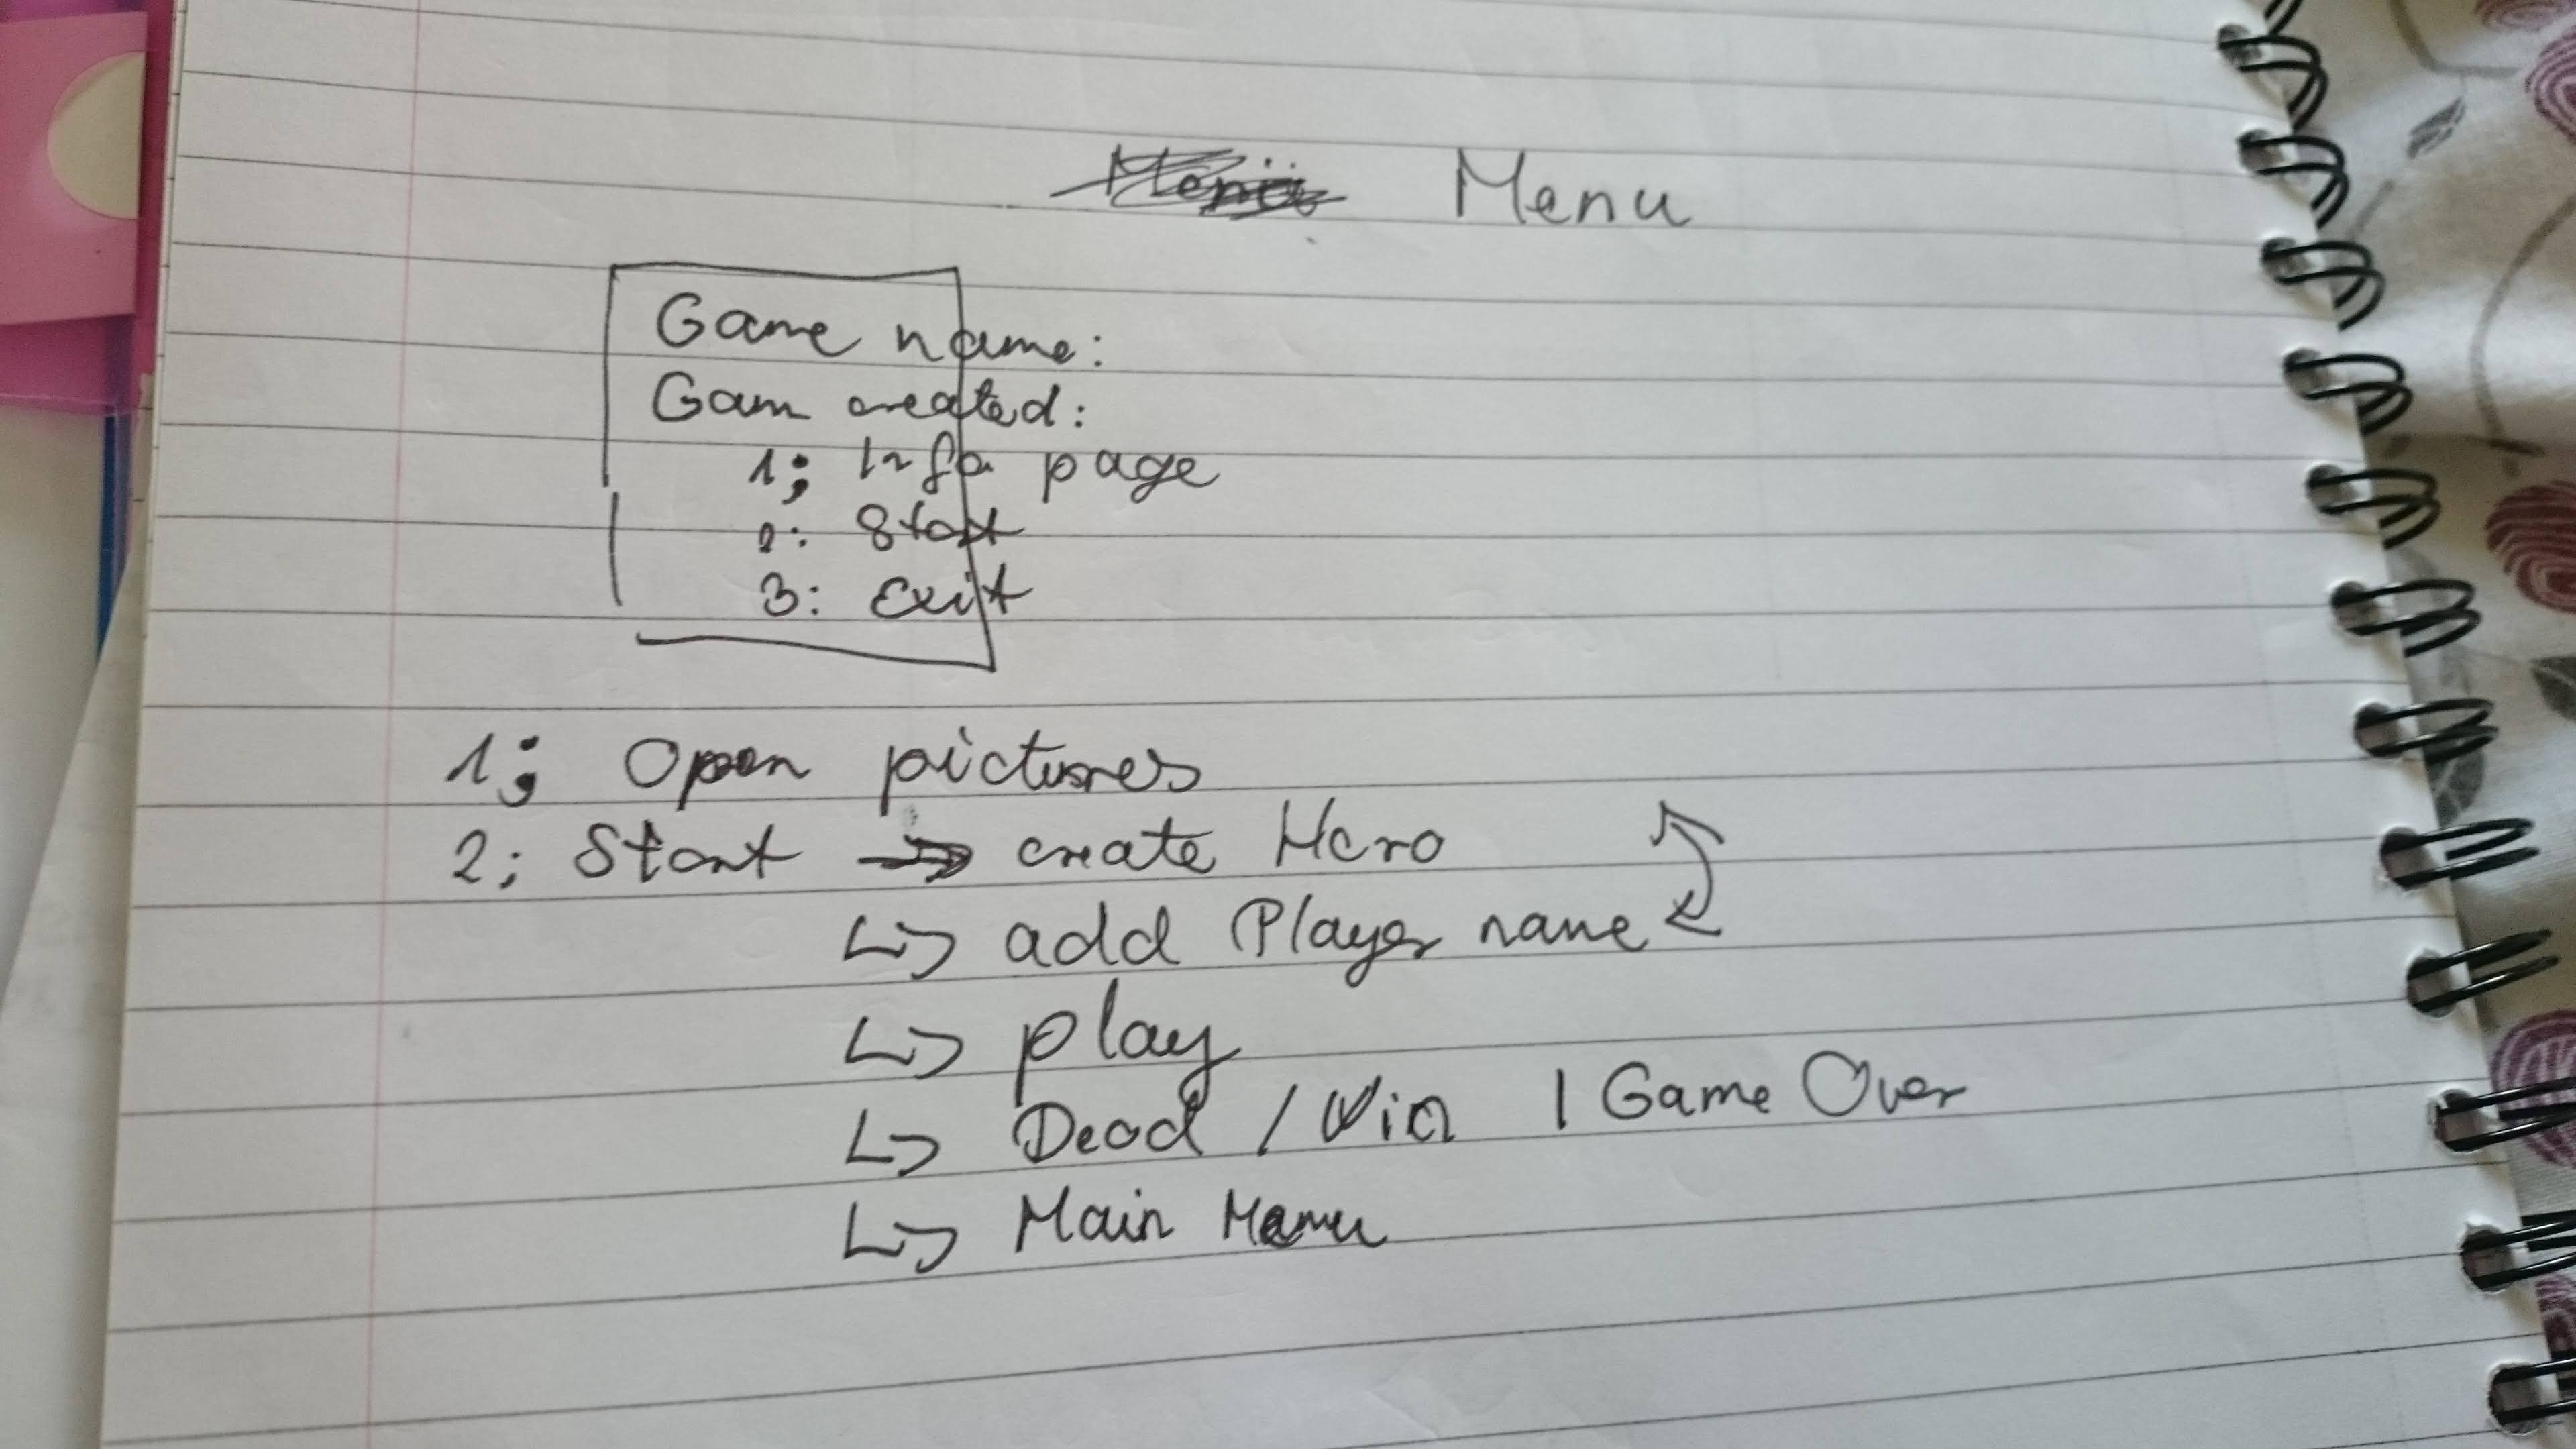 Menü Menu
Game name:
Gam created:
1; Info page
2: Start
3: Exit
1; Open pictures
2; Start → create Hero
↳ add Player name
↳ play
↳ Dead / Win | Game Over
↳ Main Menu